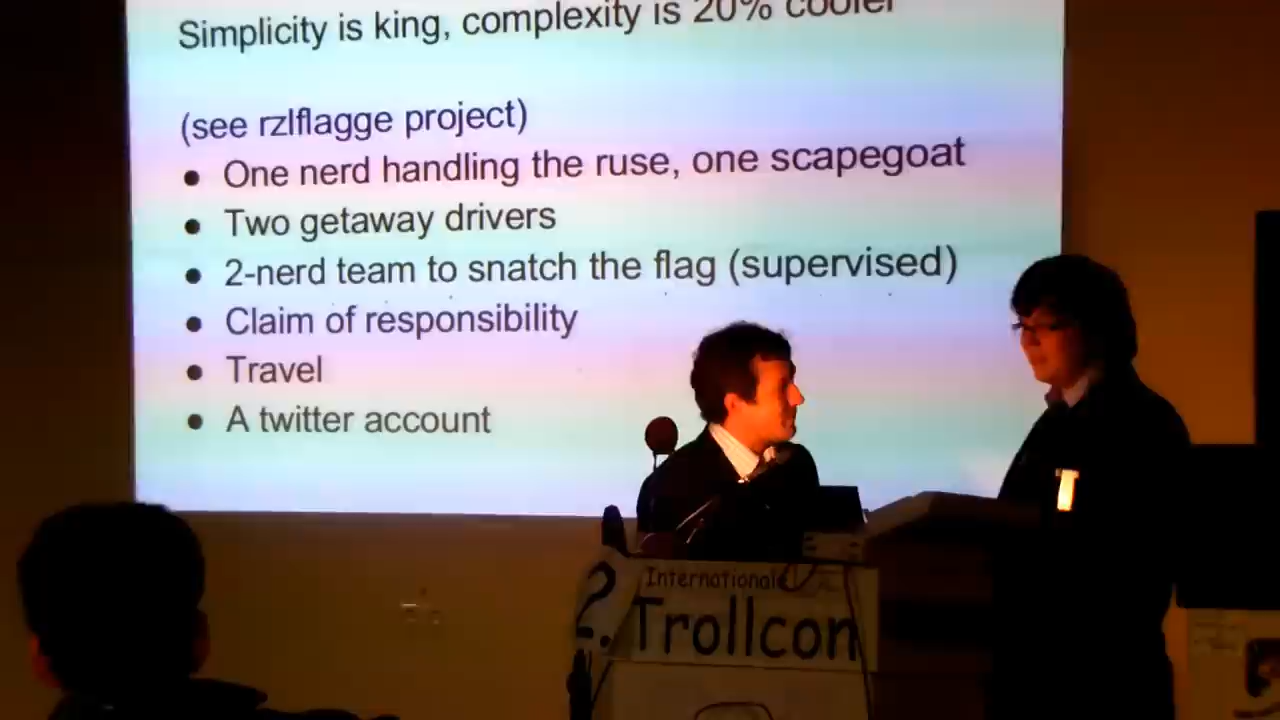 Simplicity is king, complexity is 20% cooler
(see rzlflagge project)
• One nerd handling the ruse, one scapegoat
• Two getaway drivers
• 2-nerd team to snatch the flag (supervised)
• Claim of responsibility
• Travel
• A twitter account
2. Internationale
Trollcon